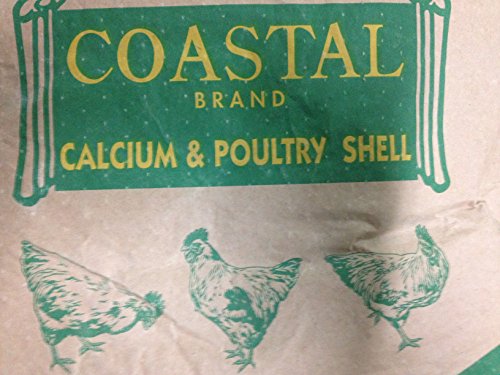 COASTAL
BRAND
CALCIUM & POULTRY SHELL